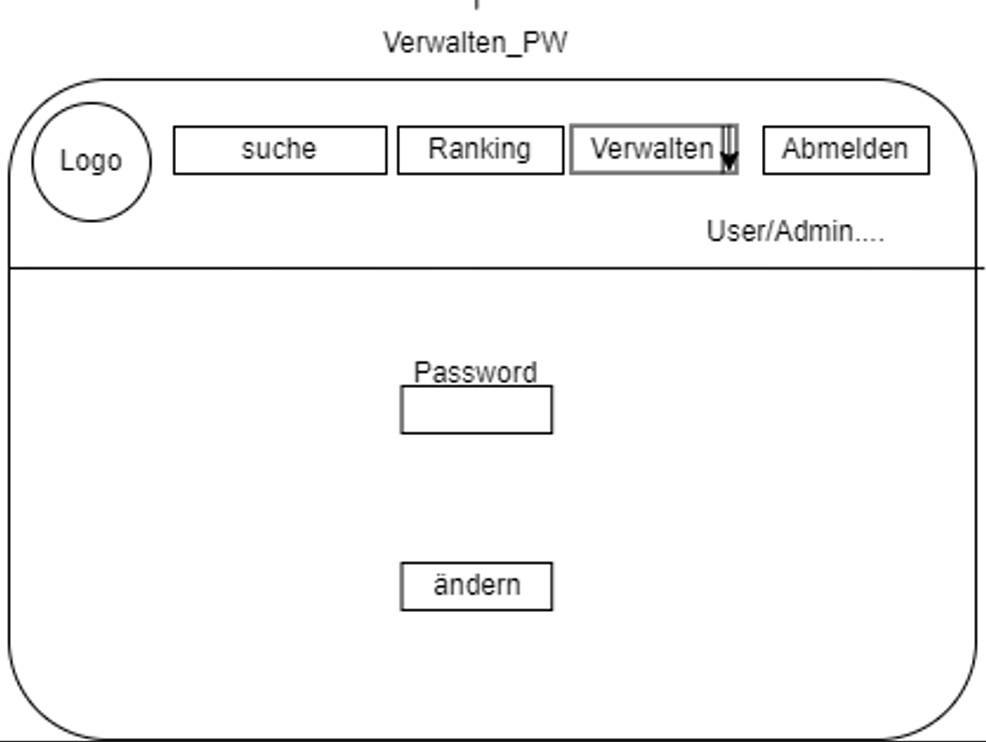 Verwalten_PW
Logo
suche
Ranking
Verwalten
Abmelden
User/Admin....
Password
ändern